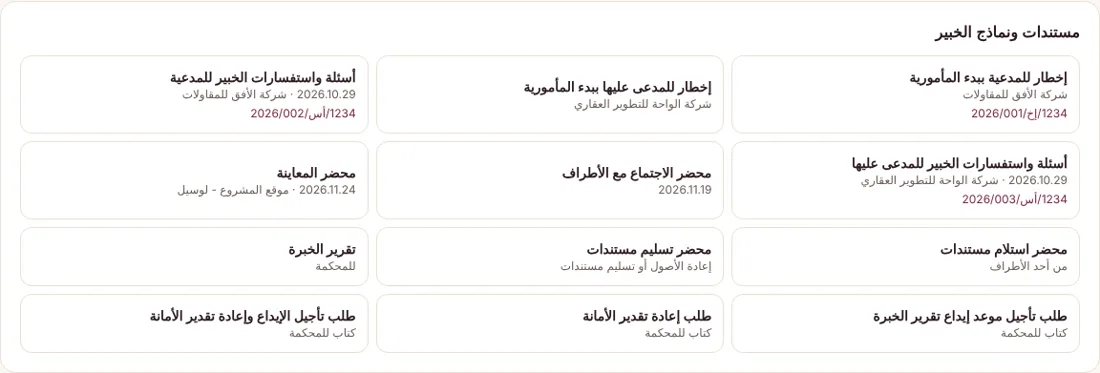 مستندات ونماذج الخبير
إخطار للمدعية ببدء المأمورية
شركة الأفق للمقاولات
1234/إخ/001/2026
إخطار للمدعى عليها ببدء المأمورية
شركة الواحة للتطوير العقاري
أسئلة واستفسارات الخبير للمدعية
2026.10.29 · شركة الأفق للمقاولات
1234/أس/002/2026
أسئلة واستفسارات الخبير للمدعى عليها
2026.10.29 · شركة الواحة للتطوير العقاري
1234/أس/003/2026
محضر الاجتماع مع الأطراف
2026.11.19
محضر المعاينة
2026.11.24 · موقع المشروع - لوسيل
محضر استلام مستندات
من أحد الأطراف
محضر تسليم مستندات
إعادة الأصول أو تسليم مستندات
تقرير الخبرة
للمحكمة
طلب تأجيل موعد إيداع تقرير الخبرة
كتاب للمحكمة
طلب إعادة تقدير الأمانة
كتاب للمحكمة
طلب تأجيل الإيداع وإعادة تقدير الأمانة
كتاب للمحكمة